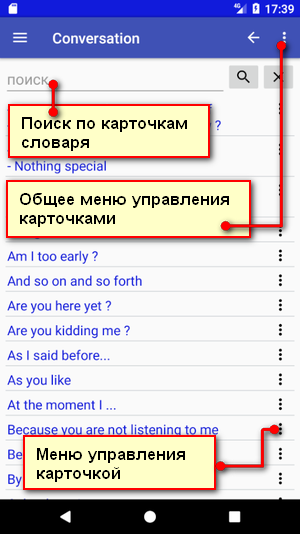 4G 17:39
Conversation
поиск
Поиск по карточкам
словаря
y ?
- Nothing special
Общее меню управления
карточками
Am I too early ?
And so on and so forth
Are you here yet ?
Are you kidding me ?
As I said before...
As you like
At the moment I ...
Because you are not listening to me
Be
Меню управления
карточкой
By